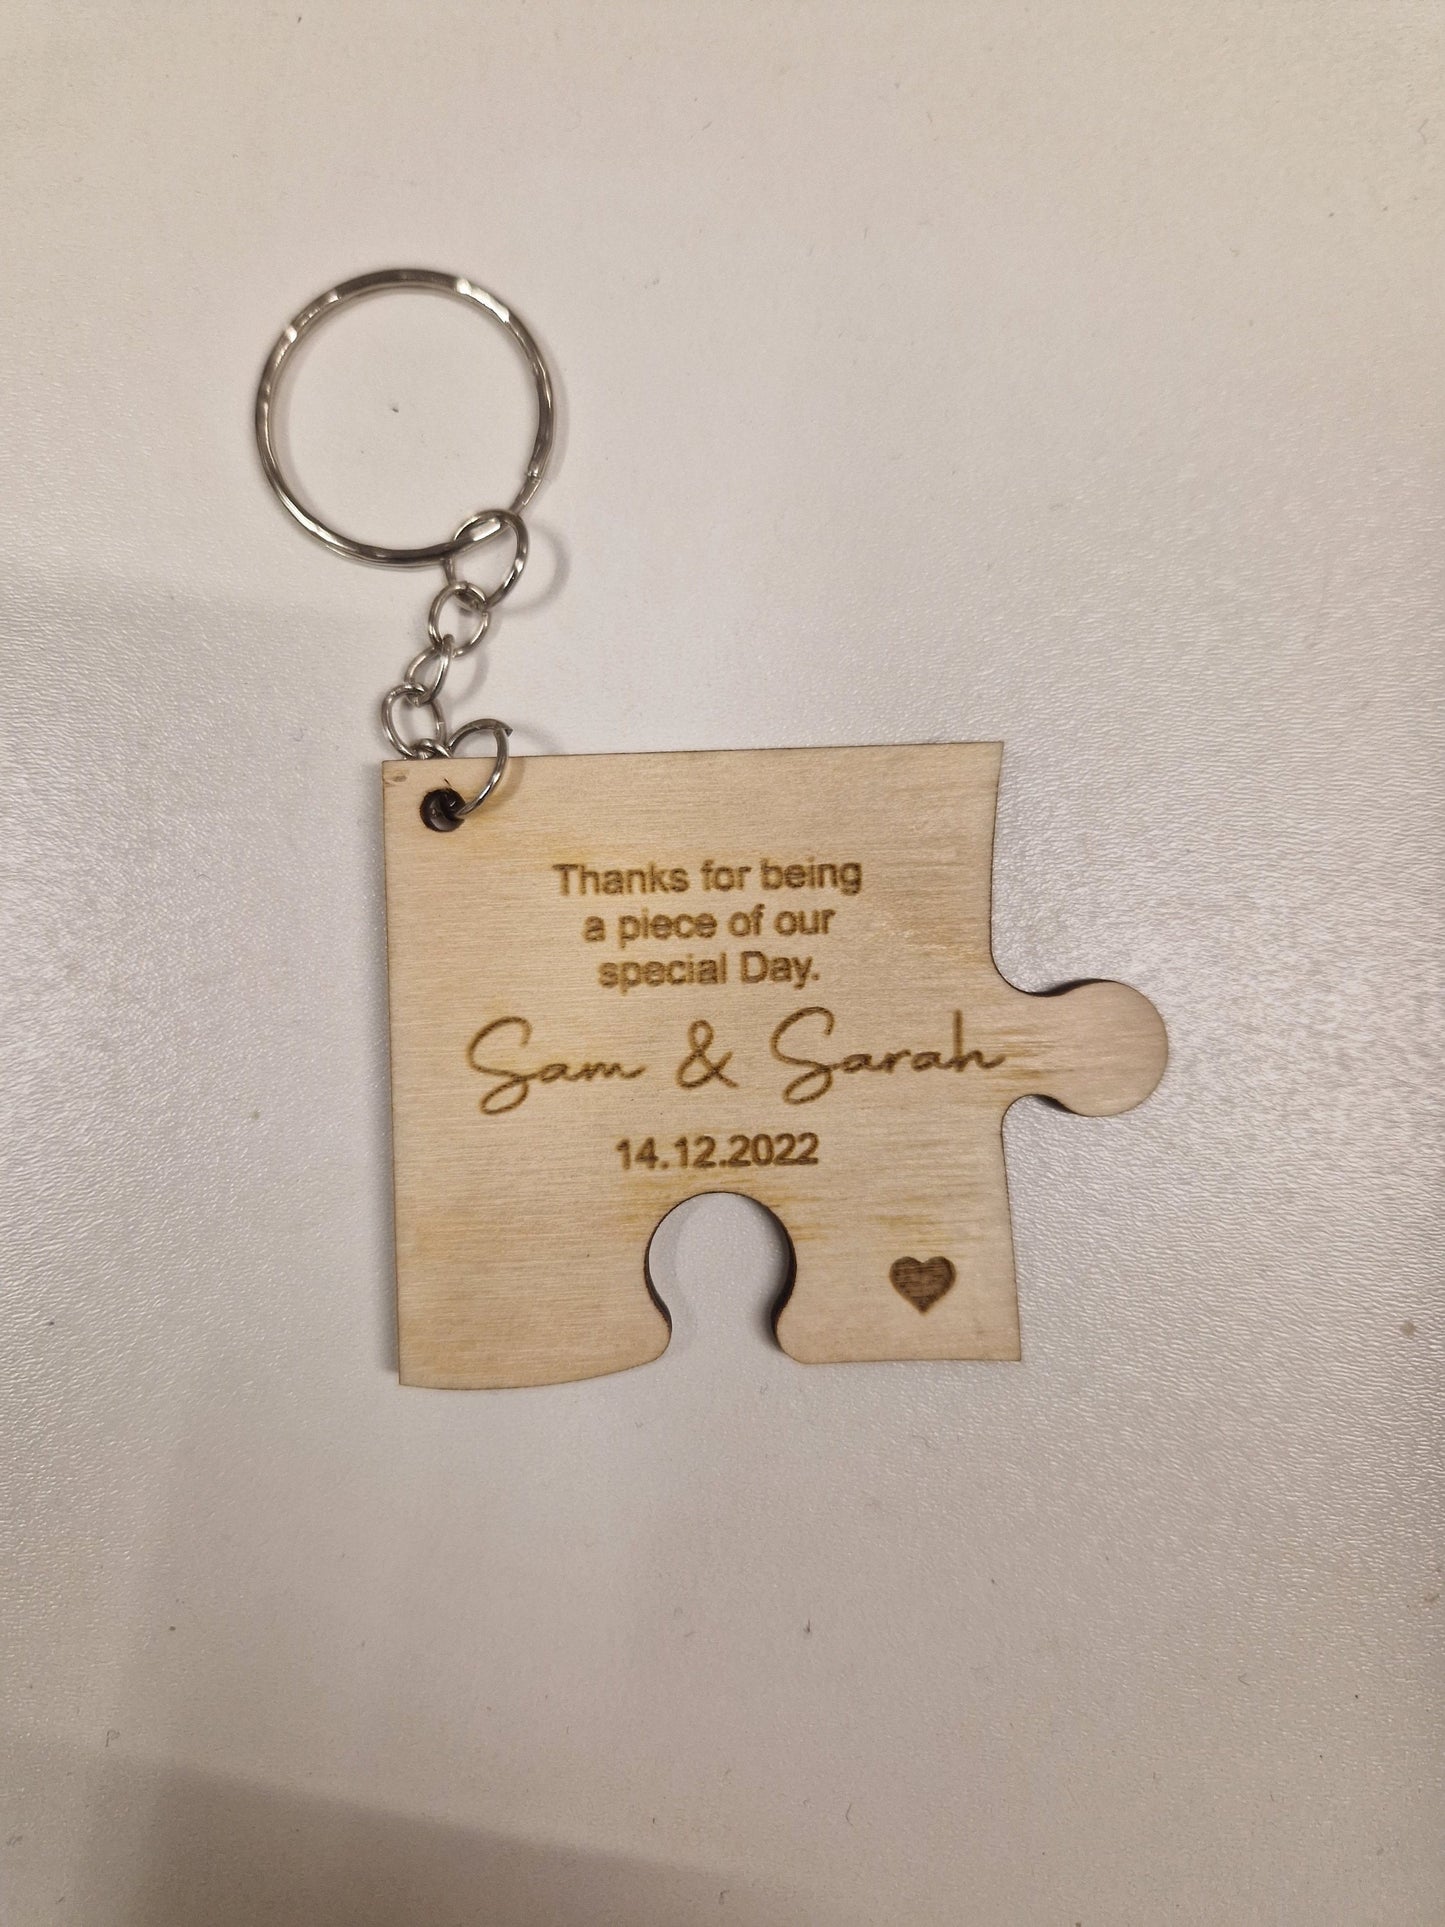 Thanks for being
a piece of our
special Day.
Sam & Sarah
14.12.2022